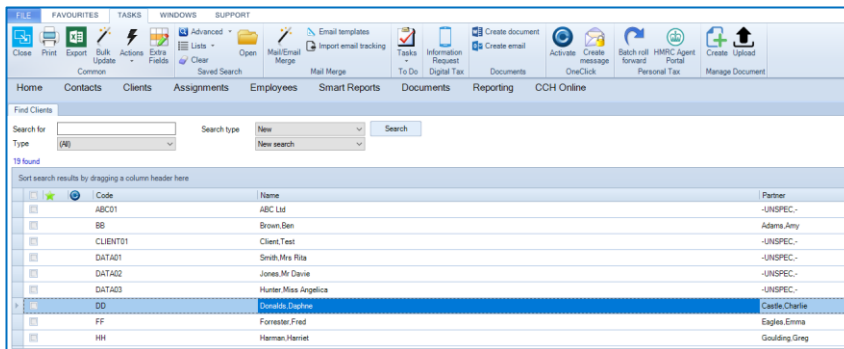 FILE FAVOURITES TASKS WINDOWS SUPPORT
Close Print Export Bulk Update Actions Extra Fields
Common
Advanced
Lists
Clear
Open
Saved Search
Mail/Email Merge
Email templates
Import email tracking
Mail Merge
Tasks
To Do
Information Request
Digital Tax
Create document
Create email
Documents
Activate Create message
OneClick
Batch roll forward HMRC Agent Portal
Personal Tax
Create Upload
Manage Document
Home Contacts Clients Assignments Employees Smart Reports Documents Reporting CCH Online
Find Clients
Search for Search type New Search
Type (All) New search
19 found
Sort search results by dragging a column header here
Code Name Partner
ABC01 ABC Ltd -UNSPEC,-
BB Brown,Ben Adams,Amy
CLIENT01 Client,Test -UNSPEC,-
DATA01 Smith,Mrs Rita -UNSPEC,-
DATA02 Jones,Mr Davie -UNSPEC,-
DATA03 Hunter,Miss Angelica -UNSPEC,-
DD Donalds,Daphne Castle,Charlie
FF Forrester,Fred Eagles,Emma
HH Harman,Harriet Goulding,Greg